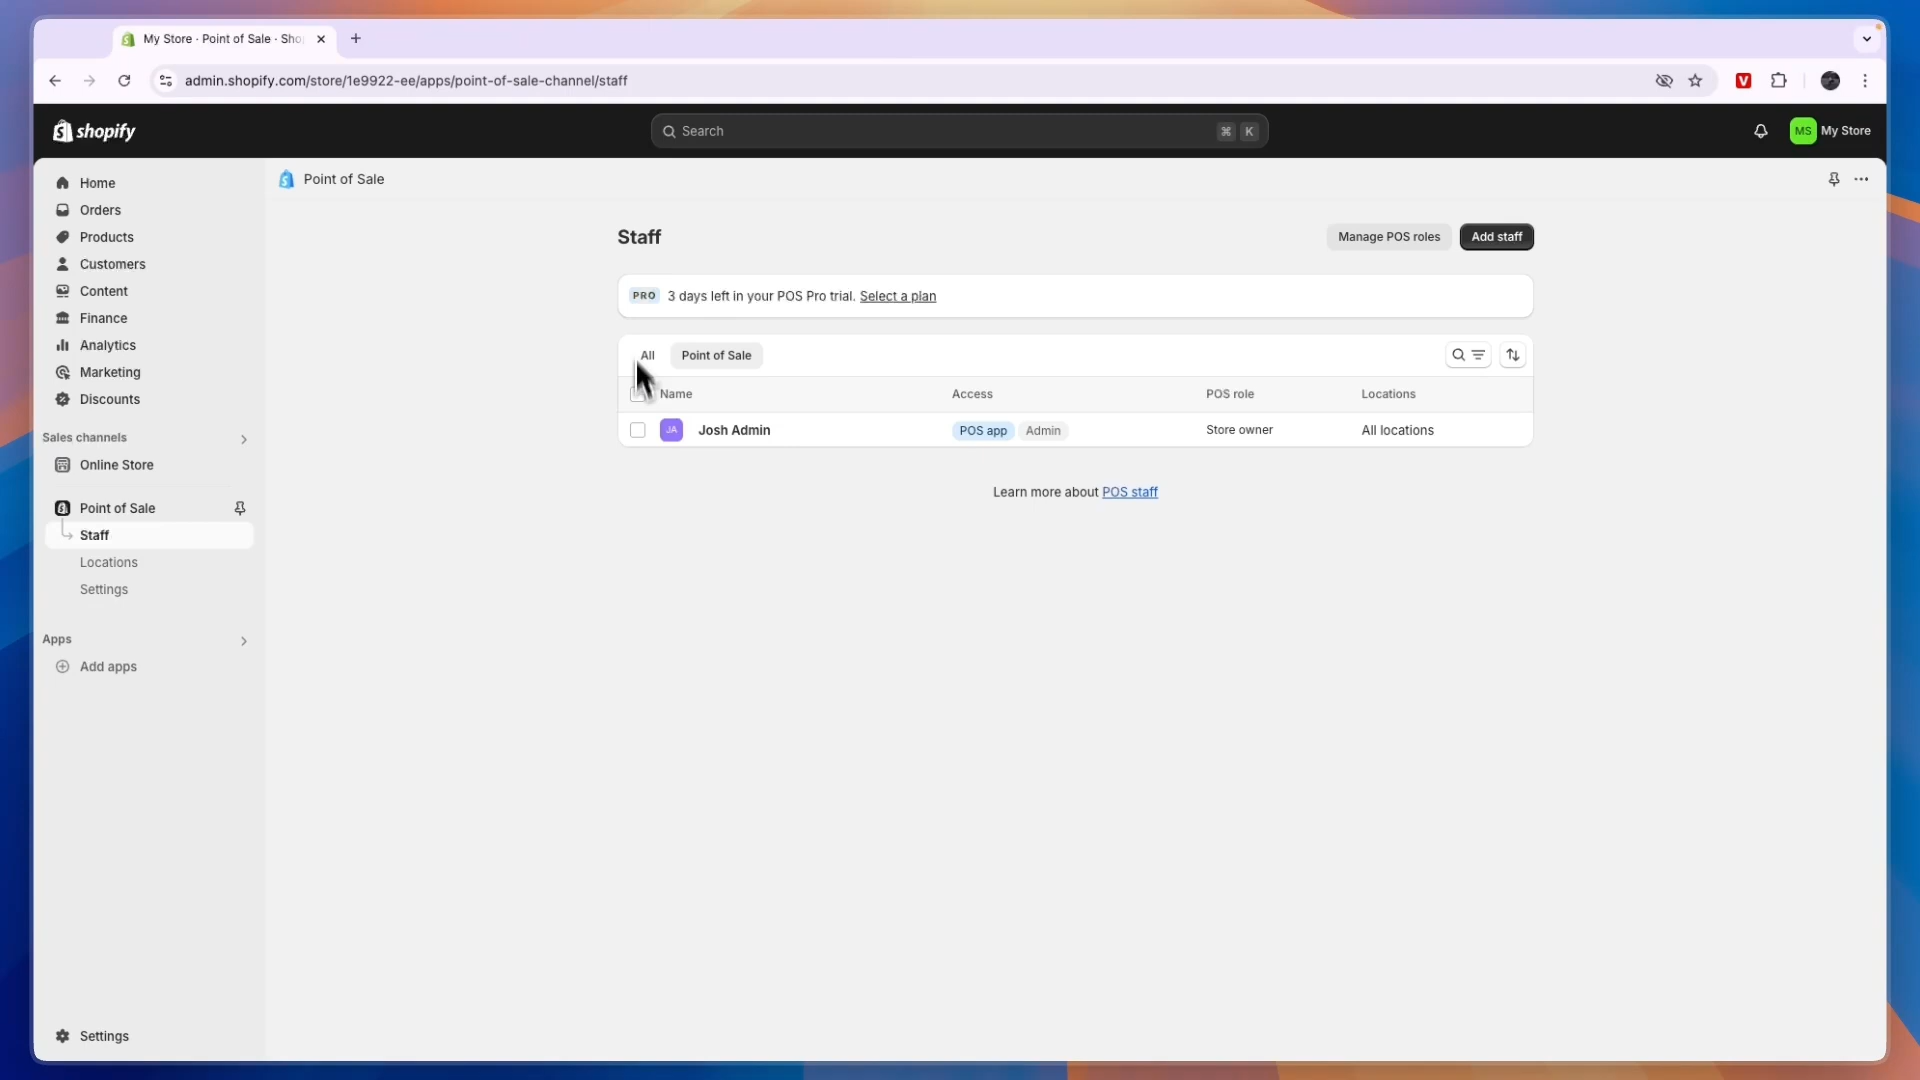 My Store · Point of Sale · Sho
admin.shopify.com/store/1e9922-ee/apps/point-of-sale-channel/staff
V
shopify
Search
⌘ K
MS My Store
Home
Orders
Products
Customers
Content
Finance
Analytics
Marketing
Discounts
Sales channels
Online Store
Point of Sale
Staff
Locations
Settings
Apps
Add apps
Settings
Point of Sale
Staff
Manage POS roles
Add staff
PRO 3 days left in your POS Pro trial. Select a plan
All Point of Sale
Name Access POS role Locations
JA Josh Admin POS app Admin Store owner All locations
Learn more about POS staff